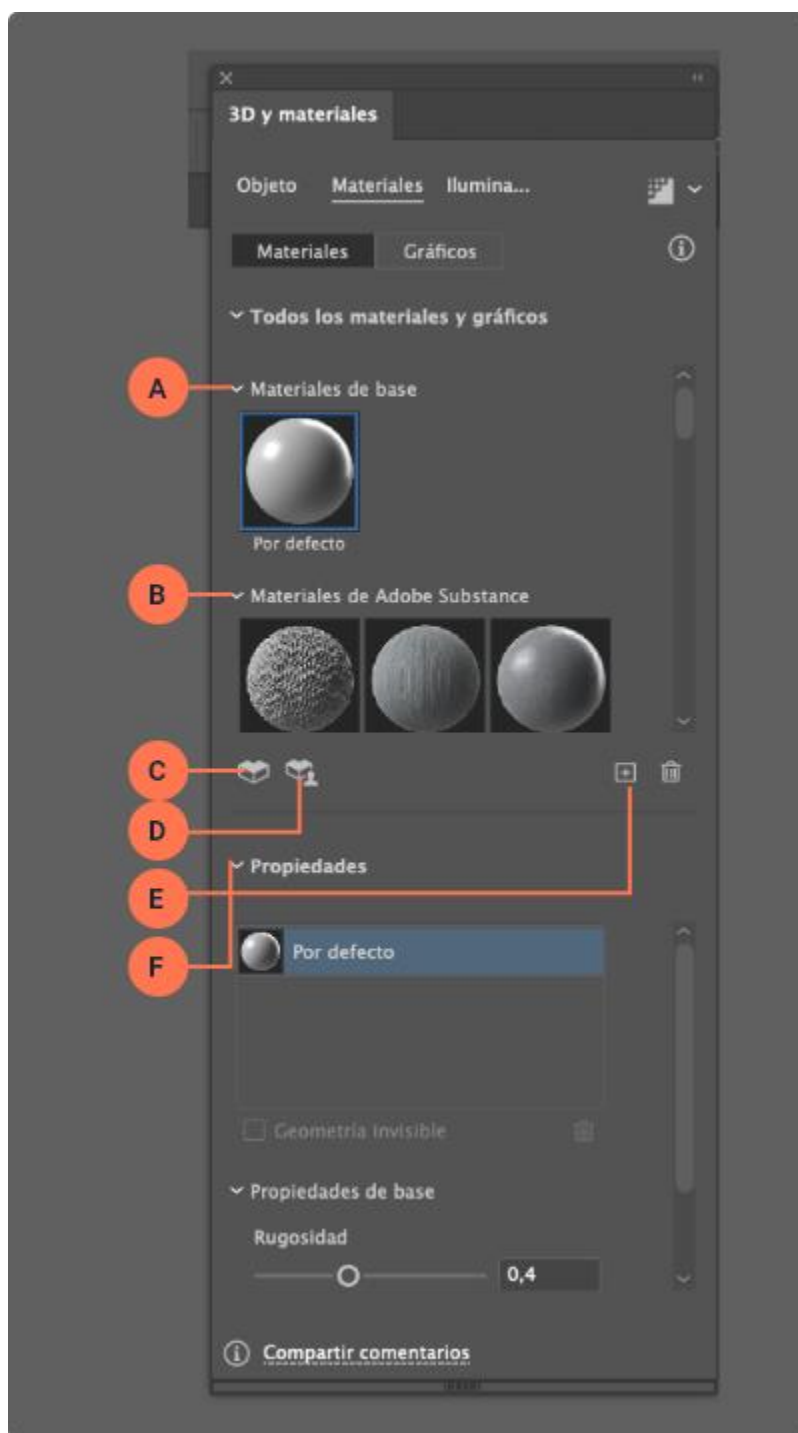 3D y materiales
Objeto Materiales Ilumina...
Materiales Gráficos
Todos los materiales y gráficos
A Materiales de base
Por defecto
B Materiales de Adobe Substance
C
D
E
F
Propiedades
Por defecto
Geometría invisible
Propiedades de base
Rugosidad
0,4
Compartir comentarios